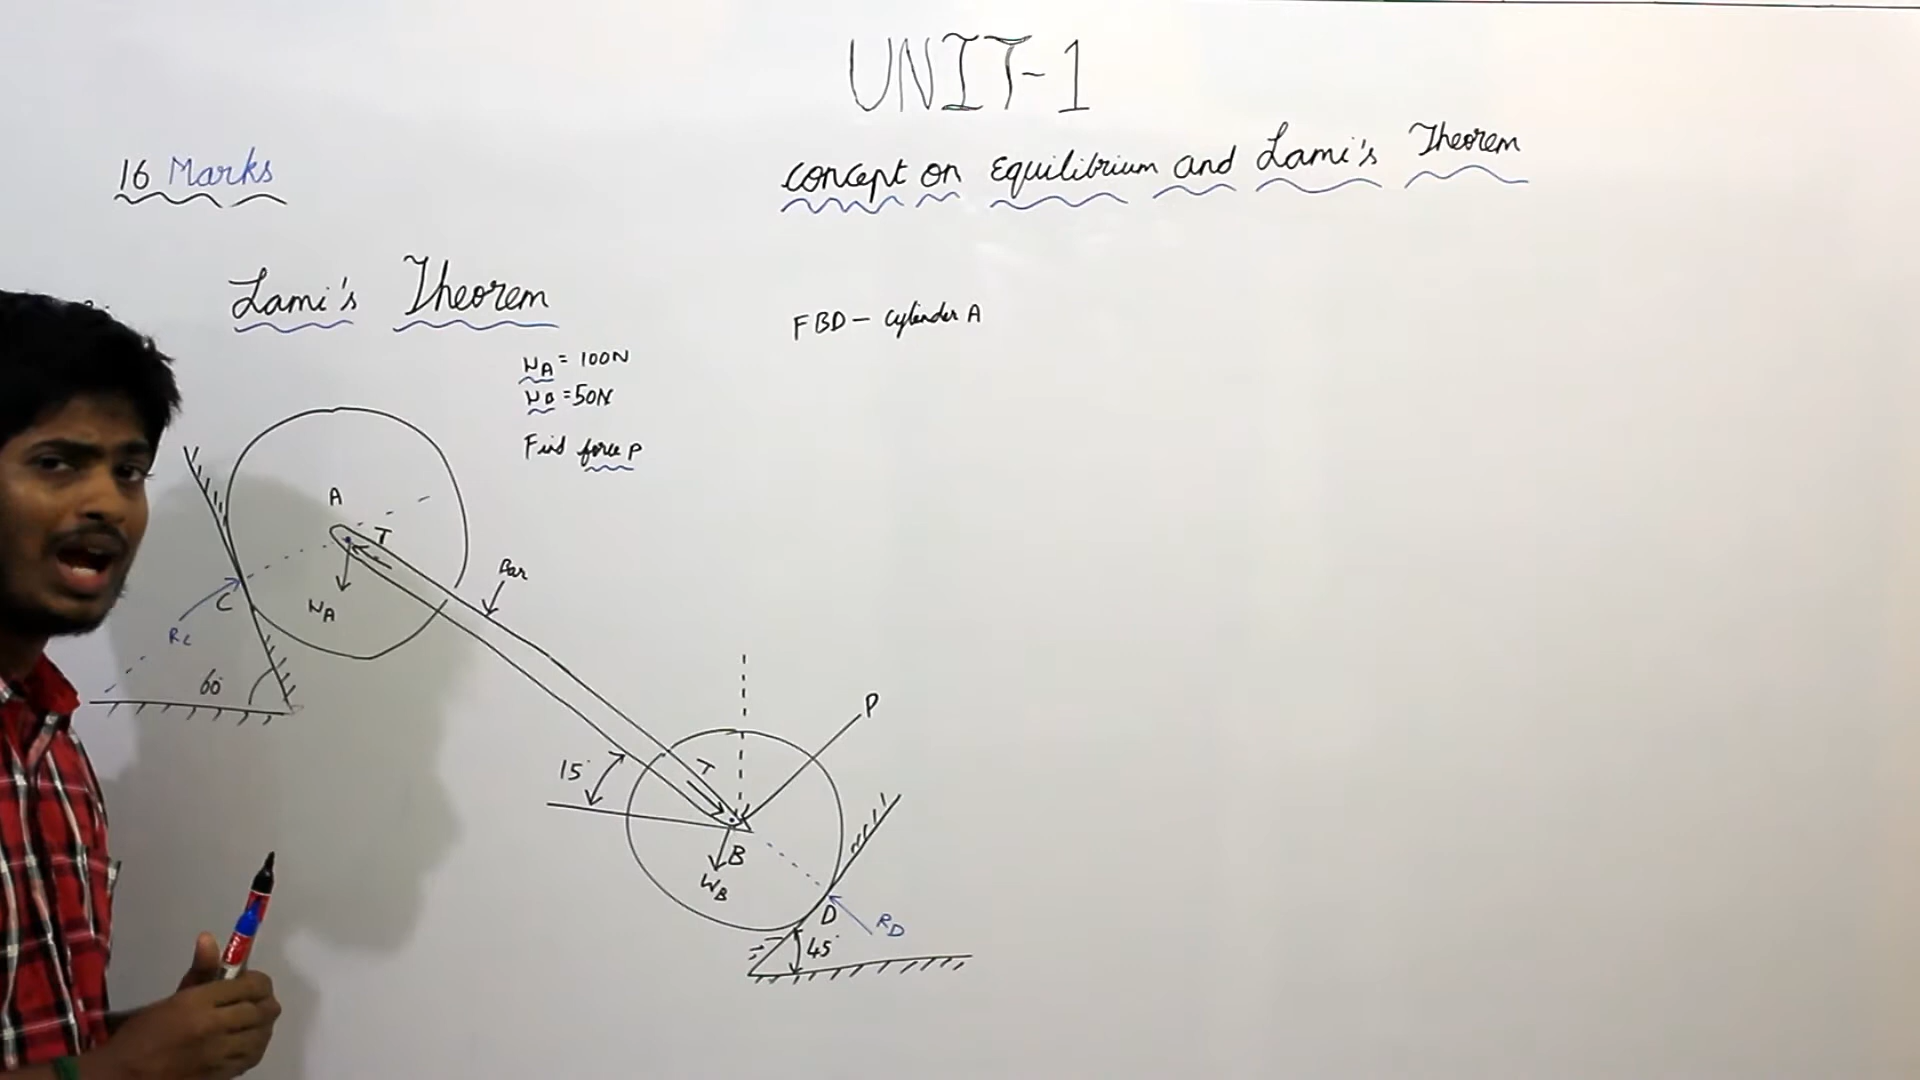 UNIT-1
16 Marks
concept on Equilibrium and Lami's Theorem
Lami's Theorem
FBD - Cylinder A
WA = 100N
WB = 50N
Find force P
A
T
Bar
WA
C
RC
60°
P
15°
T
B
WB
D
RD
45°